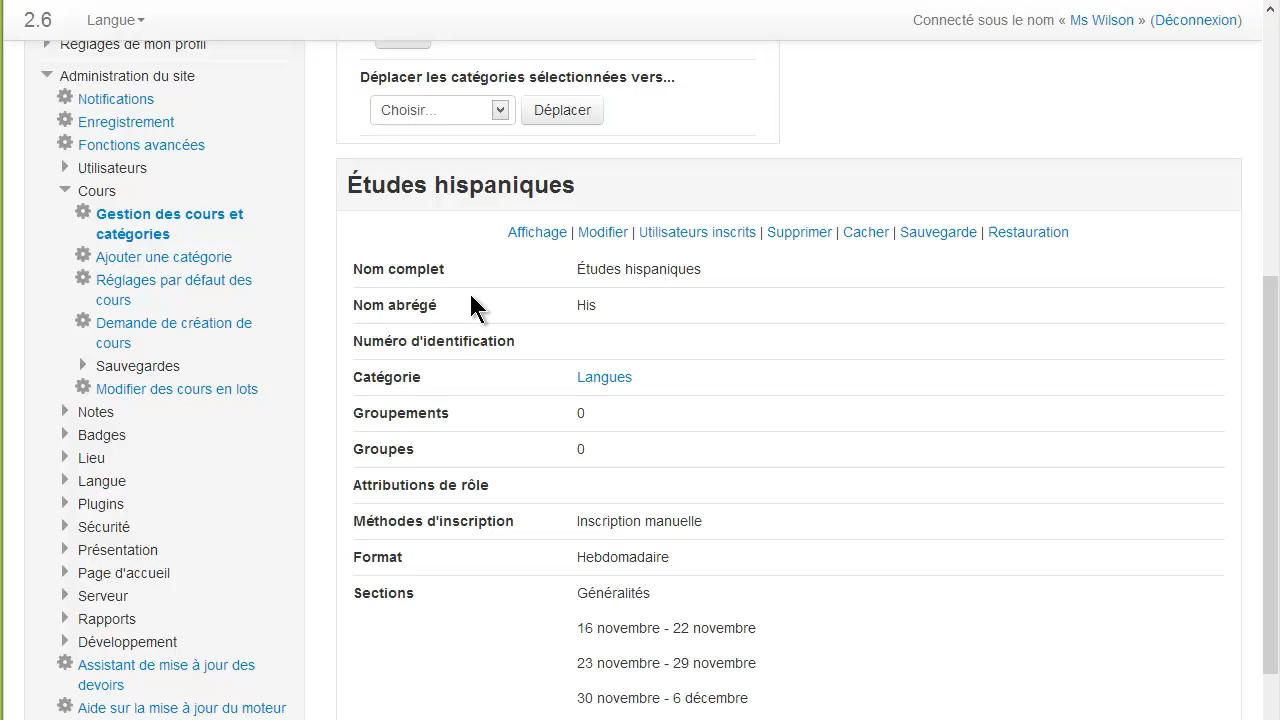 2.6 Langue Connecté sous le nom « Ms Wilson » (Déconnexion)
Réglages de mon profil
Administration du site
Notifications
Enregistrement
Fonctions avancées
Utilisateurs
Cours
Gestion des cours et
catégories
Ajouter une catégorie
Réglages par défaut des
cours
Demande de création de
cours
Sauvegardes
Modifier des cours en lots
Notes
Badges
Lieu
Langue
Plugins
Sécurité
Présentation
Page d'accueil
Serveur
Rapports
Développement
Assistant de mise à jour des
devoirs
Aide sur la mise à jour du moteur
Déplacer les catégories sélectionnées vers...
Choisir... Déplacer
Études hispaniques
Affichage | Modifier | Utilisateurs inscrits | Supprimer | Cacher | Sauvegarde | Restauration
Nom complet Études hispaniques
Nom abrégé His
Numéro d'identification
Catégorie Langues
Groupements 0
Groupes 0
Attributions de rôle
Méthodes d'inscription Inscription manuelle
Format Hebdomadaire
Sections Généralités
16 novembre - 22 novembre
23 novembre - 29 novembre
30 novembre - 6 décembre